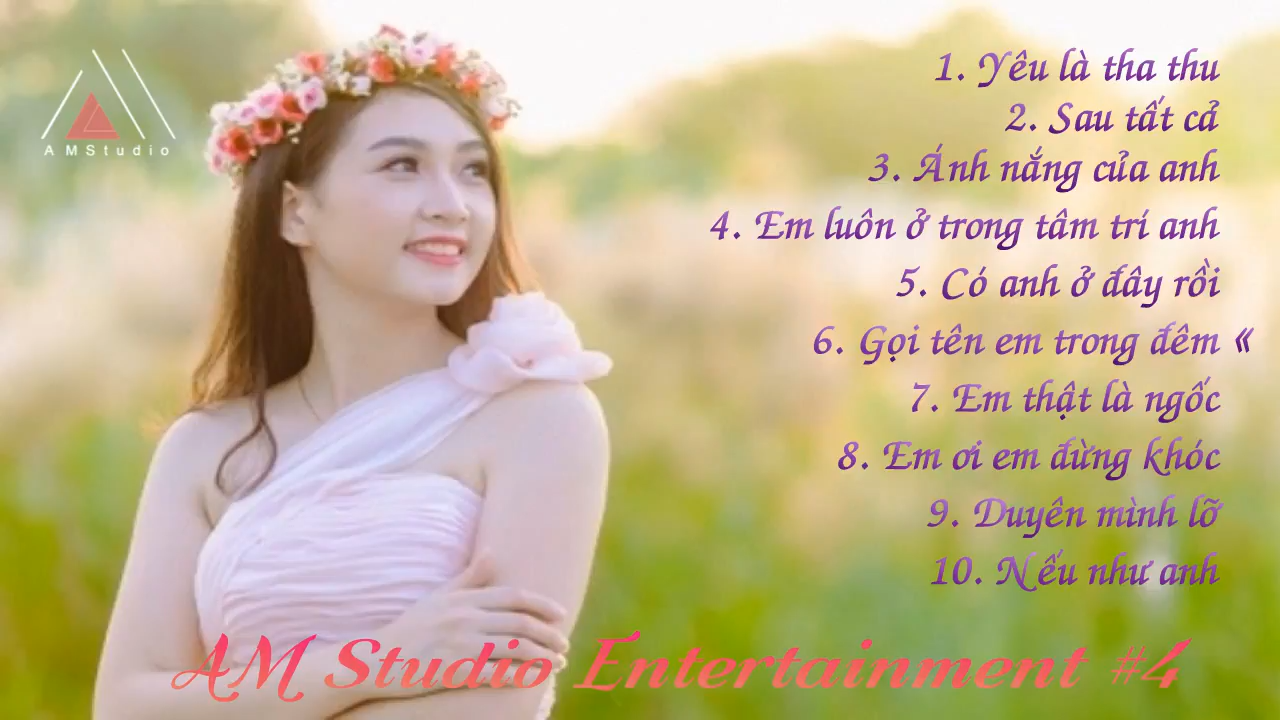 AMStudio
1. Yêu là tha thu
2. Sau tất cả
3. Ánh nắng của anh
4. Em luôn ở trong tâm trí anh
5. Có anh ở đây rồi
6. Gọi tên em trong đêm «
7. Em thật là ngốc
8. Em ơi em đừng khóc
9. Duyên mình lỡ
10. Nếu như anh
AM Studio Entertainment #4